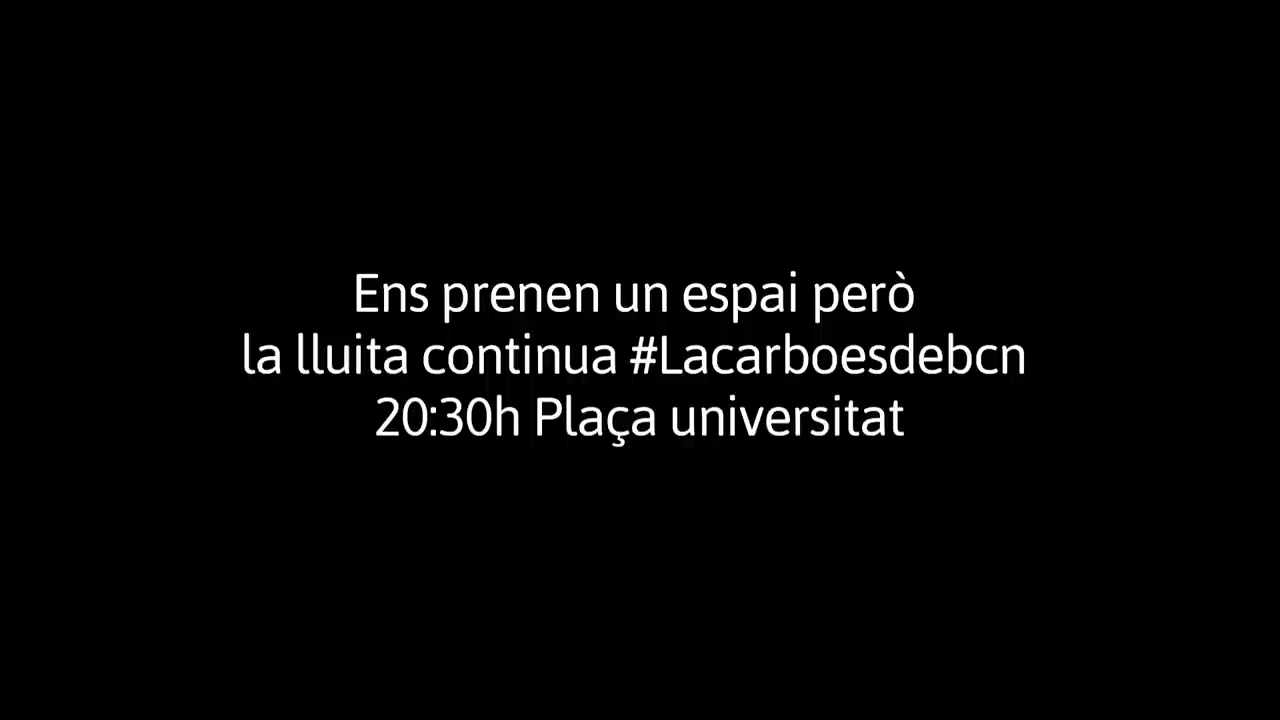 Ens prenen un espai però
la lluita continua #Lacarboesdebcn
20:30h Plaça universitat